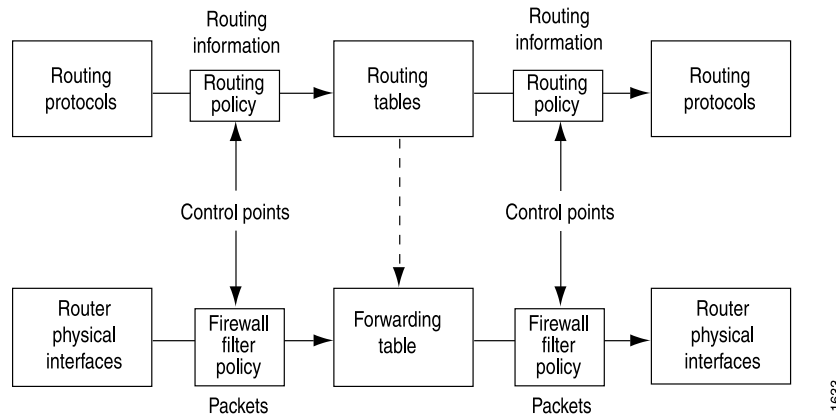 Routing
information
Routing
information
Routing
protocols
Routing
policy
Routing
tables
Routing
policy
Routing
protocols
Control points
Control points
Router
physical
interfaces
Firewall
filter
policy
Forwarding
table
Firewall
filter
policy
Router
physical
interfaces
Packets
Packets